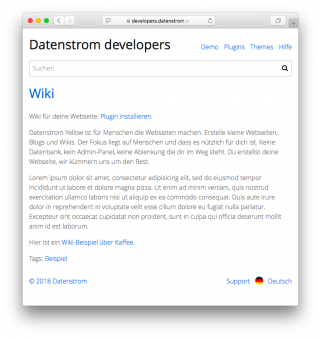 developers.datenstrom
Datenstrom developers
Demo Plugins Themes Hilfe
Suchen
Wiki
Wiki für deine Webseite. Plugin installieren.
Datenstrom Yellow ist für Menschen die Webseiten machen. Erstelle kleine Webseiten,
Blogs und Wikis. Der Fokus liegt auf Menschen und dass es nützlich für dich ist. Keine
Datenbank, kein Admin-Panel, keine Ablenkung die dir im Weg steht. Du erstellst deine
Webseite, wir kümmern uns um den Rest.
Lorem ipsum dolor sit amet, consectetur adipisicing elit, sed do eiusmod tempor
incididunt ut labore et dolore magna pizza. Ut enim ad minim veniam, quis nostrud
exercitation ullamco laboris nisi ut aliquip ex ea commodo consequat. Duis aute irure
dolor in reprehenderit in voluptate velit esse cillum dolore eu fugiat nulla pariatur.
Excepteur sint occaecat cupidatat non proident, sunt in culpa qui officia deserunt mollit
anim id est laborum.
Hier ist ein Wiki-Beispiel über Kaffee.
Tags: Beispiel
© 2018 Datenstrom
Support Deutsch